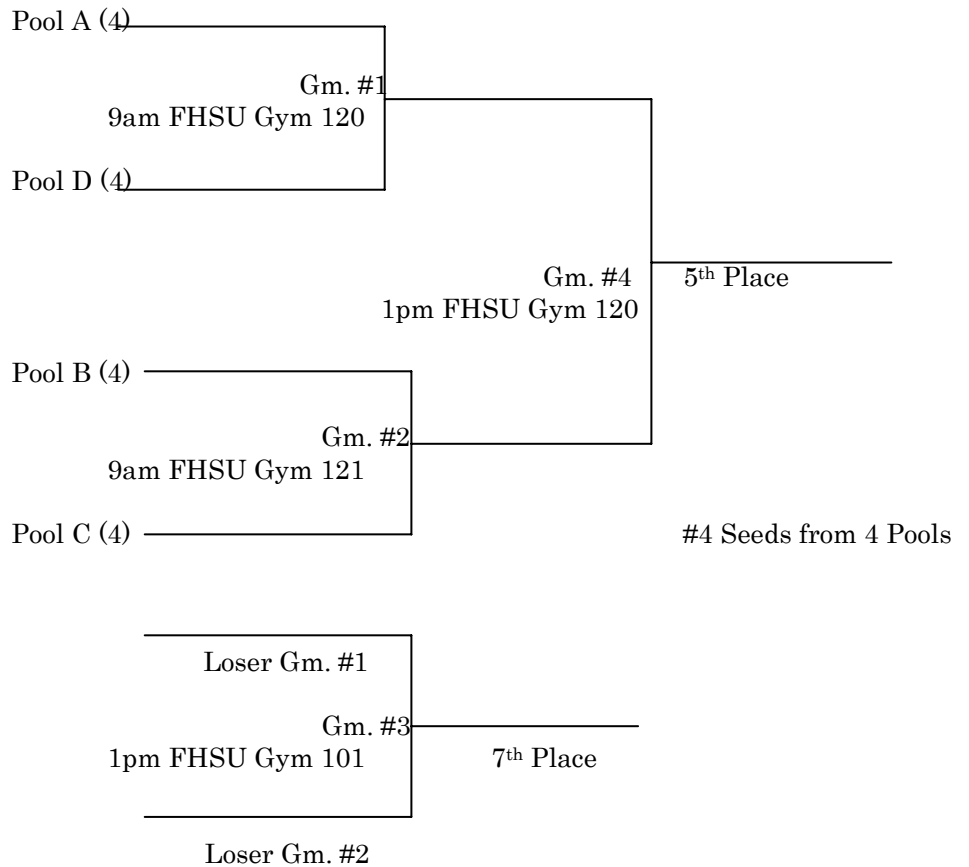 Pool A (4)
Gm. #1
9am FHSU Gym 120
Pool D (4)
Gm. #4
1pm FHSU Gym 120
5th Place
Pool B (4)
Gm. #2
9am FHSU Gym 121
Pool C (4)
#4 Seeds from 4 Pools
Loser Gm. #1
Gm. #3
1pm FHSU Gym 101
7th Place
Loser Gm. #2